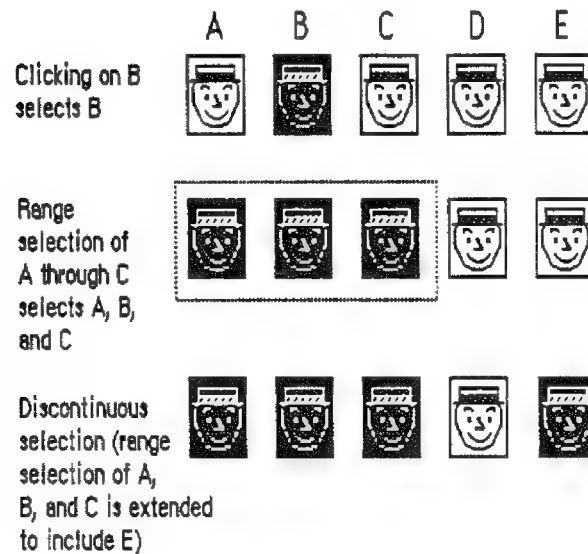 A B C D E
Clicking on B
selects B
Range
selection of
A through C
selects A, B,
and C
Discontinuous
selection (range
selection of A,
B, and C is extended
to include E)